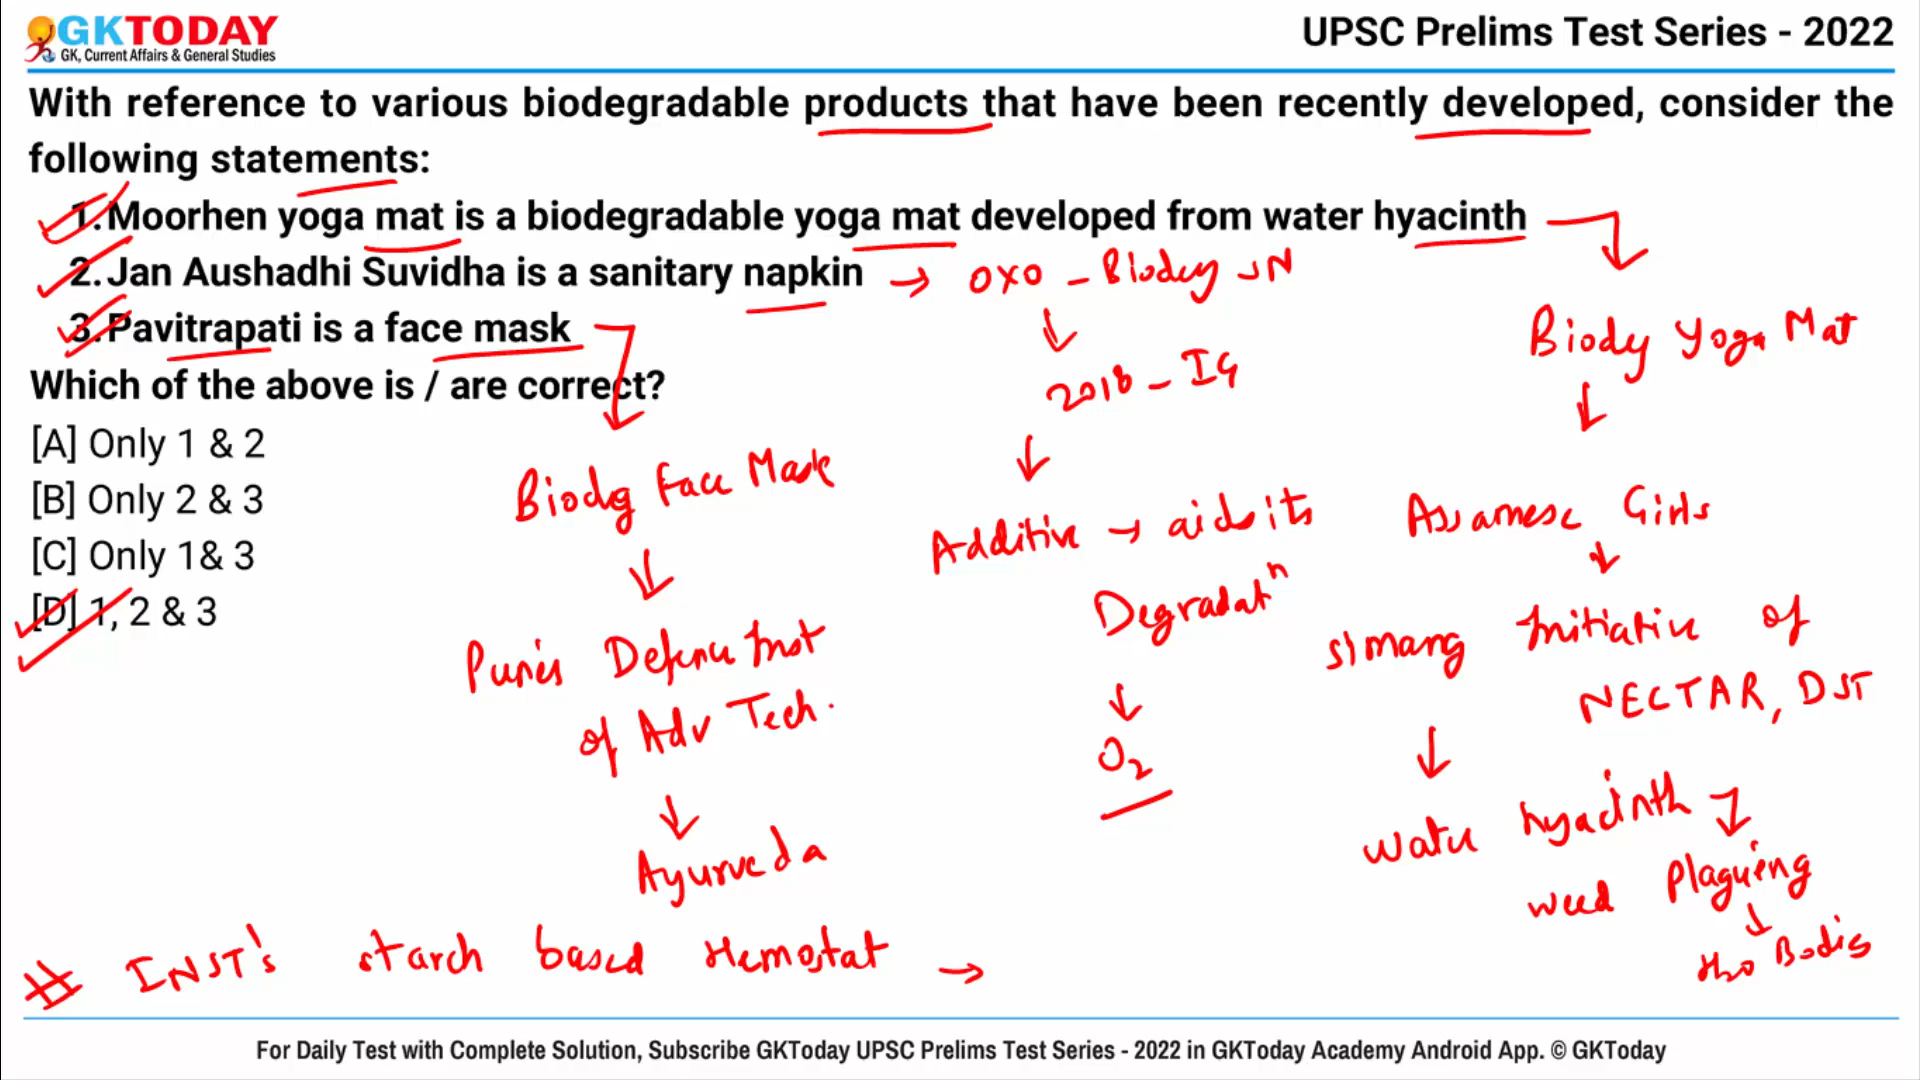 GKTODAY
GK, Current Affairs & General Studies
UPSC Prelims Test Series - 2022
With reference to various biodegradable products that have been recently developed, consider the
following statements:
1. Moorhen yoga mat is a biodegradable yoga mat developed from water hyacinth
2. Jan Aushadhi Suvidha is a sanitary napkin → OXO - Biodeg SN
3. Pavitrapati is a face mask
Which of the above is / are correct?
[A] Only 1 & 2
[B] Only 2 & 3
[C] Only 1& 3
[D] 1, 2 & 3
Biodeg Face Mask
Pune's Defence Inst
of Adv Tech.
Ayurveda
2018 - IG
Additive → aids its
Degradatn
O2
Biodg Yoga Mat
Assamese Girls
Simang Initiative of
NECTAR, DST
Water hyacinth
weed Plagueing
H2O Bodies
# INST's starch based Hemostat →
For Daily Test with Complete Solution, Subscribe GKToday UPSC Prelims Test Series - 2022 in GKToday Academy Android App. © GKToday